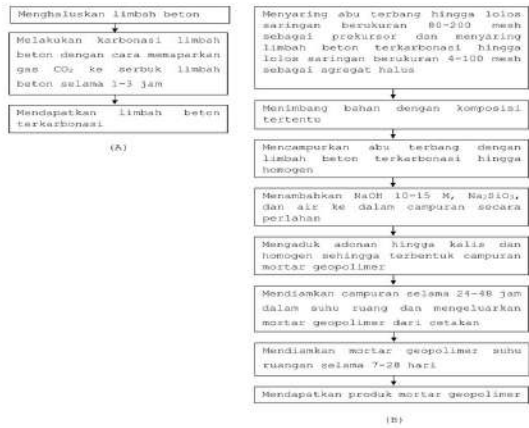 Menghaluskan limbah beton
Melakukan karbonasi limbah
beton dengan cara memaparkan
gas CO₂ ke serbuk limbah
beton selama 1-3 jam
Mendapatkan limbah beton
terkarbonasi
(A)
Menyaring abu terbang hingga lolos
saringan berukuran 80-200 mesh
sebagai prekursor dan menyaring
limbah beton terkarbonasi hingga
lolos saringan berukuran 4-100 mesh
sebagai agregat halus
Menimbang bahan dengan komposisi
tertentu
Mencampurkan abu terbang dengan
limbah beton terkarbonasi hingga
homogen
Menambahkan NaOH 10-15 M, Na₂SiO₃,
dan air ke dalam campuran secara
perlahan
Mengaduk adonan hingga kalis dan
homogen sehingga terbentuk campuran
mortar geopolimer
Mendiamkan campuran selama 24-48 jam
dalam suhu ruang dan mengeluarkan
mortar geopolimer dari cetakan
Mendiamkan mortar geopolimer suhu
ruangan selama 7-28 hari
Mendapatkan produk mortar geopolimer
(B)